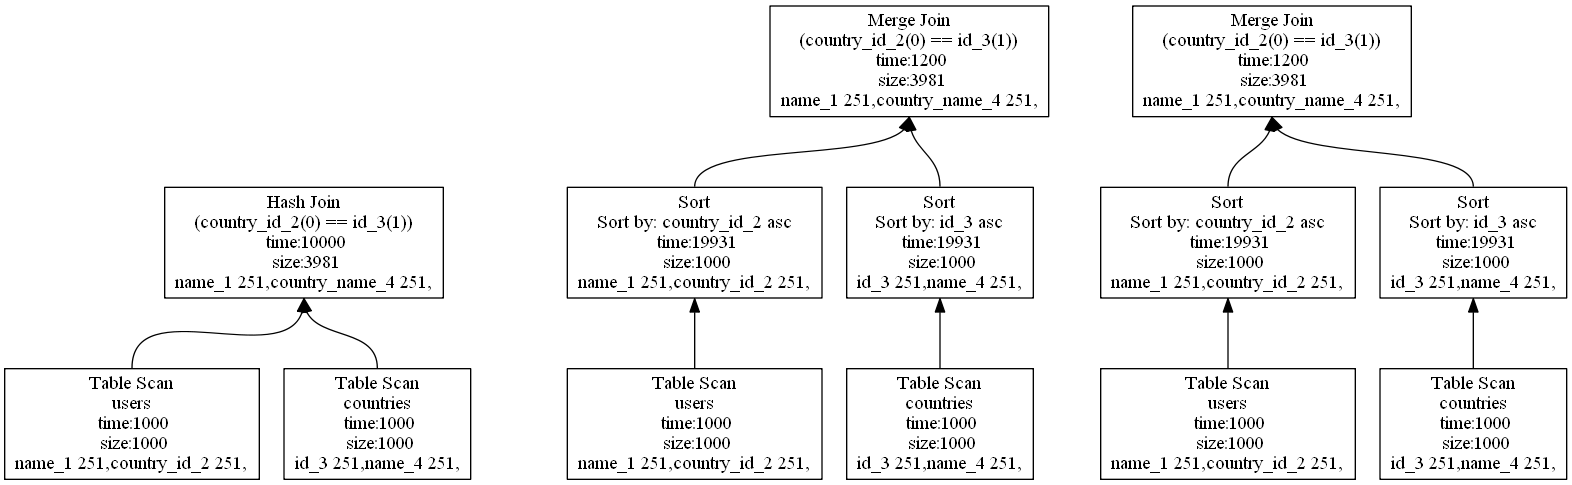 Merge Join
(country_id_2(0) == id_3(1))
time:1200
size:3981
name_1 251,country_name_4 251,
Merge Join
(country_id_2(0) == id_3(1))
time:1200
size:3981
name_1 251,country_name_4 251,
Hash Join
(country_id_2(0) == id_3(1))
time:10000
size:3981
name_1 251,country_name_4 251,
Sort
Sort by: country_id_2 asc
time:19931
size:1000
name_1 251,country_id_2 251,
Sort
Sort by: id_3 asc
time:19931
size:1000
id_3 251,name_4 251,
Sort
Sort by: country_id_2 asc
time:19931
size:1000
name_1 251,country_id_2 251,
Sort
Sort by: id_3 asc
time:19931
size:1000
id_3 251,name_4 251,
Table Scan
users
time:1000
size:1000
name_1 251,country_id_2 251,
Table Scan
countries
time:1000
size:1000
id_3 251,name_4 251,
Table Scan
users
time:1000
size:1000
name_1 251,country_id_2 251,
Table Scan
countries
time:1000
size:1000
id_3 251,name_4 251,
Table Scan
users
time:1000
size:1000
name_1 251,country_id_2 251,
Table Scan
countries
time:1000
size:1000
id_3 251,name_4 251,